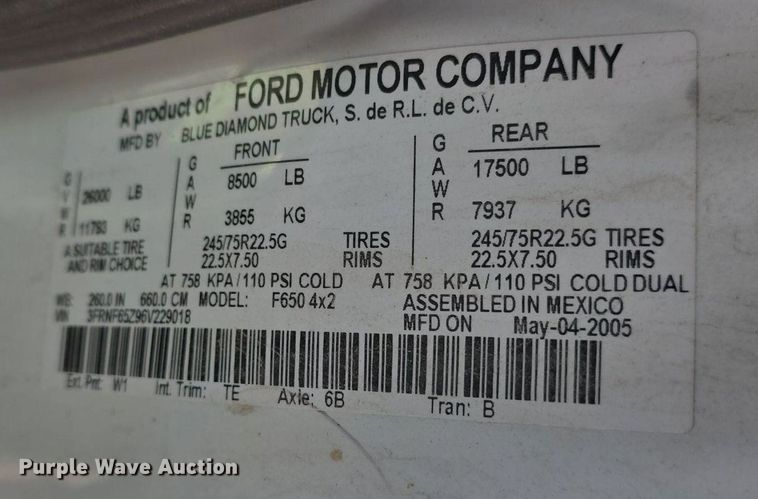 A product of FORD MOTOR COMPANY
MFD BY BLUE DIAMOND TRUCK, S. de R.L. de C.V.
GVWR 26000 LB 11793 KG
FRONT GAWR 8500 LB 3855 KG
REAR GAWR 17500 LB 7937 KG
A SUITABLE TIRE 245/75R22.5G TIRES 245/75R22.5G TIRES
AND RIM CHOICE 22.5X7.50 RIMS 22.5X7.50 RIMS
AT 758 KPA/110 PSI COLD AT 758 KPA/110 PSI COLD DUAL
WB: 260.0 IN 660.0 CM MODEL: F650 4x2 ASSEMBLED IN MEXICO
VIN 3FRNF65Z96V229018 MFD ON May-04-2005
Ext. Pnt: W1 Int. Trim: TE Axle: 6B Tran: B
Purple Wave Auction